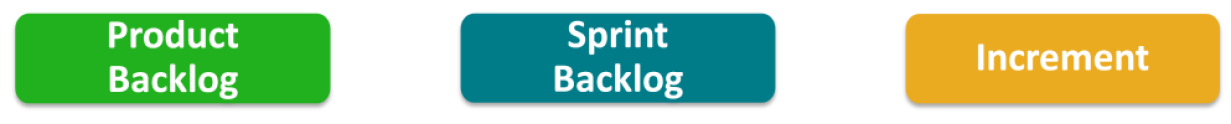 Product
Backlog
Sprint
Backlog
Increment